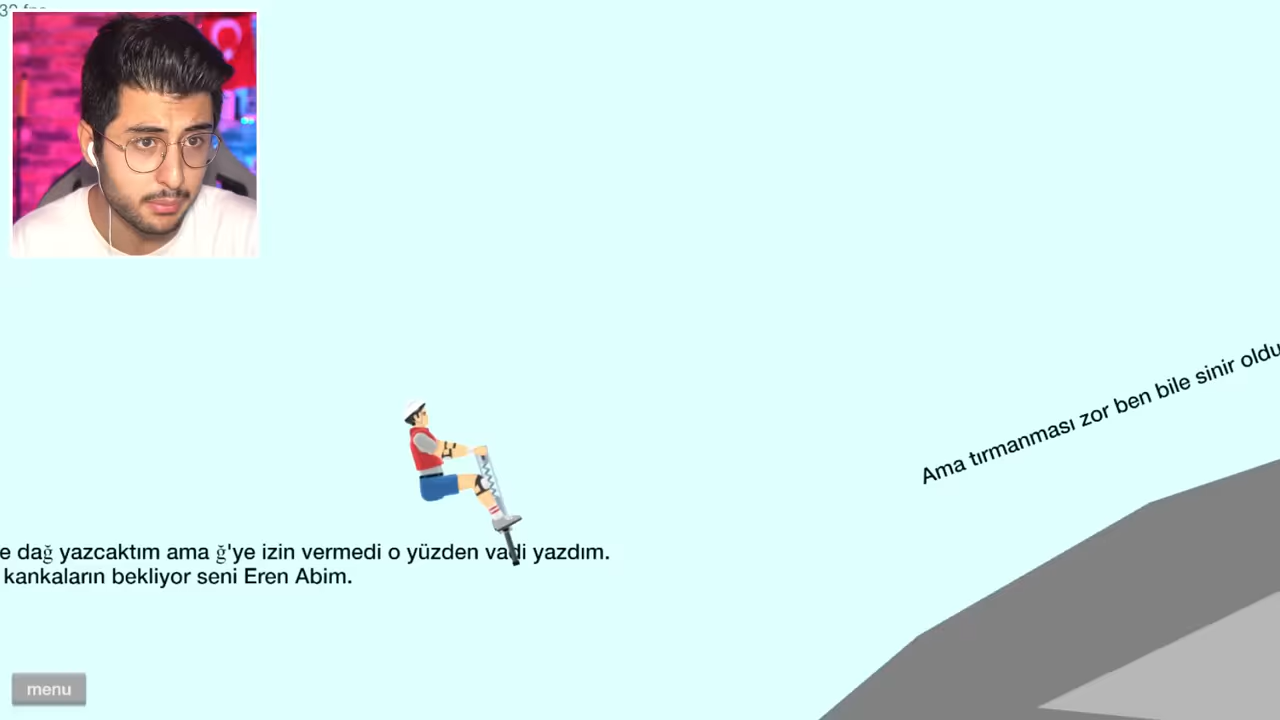 e dağ yazcaktım ama ğ'ye izin vermedi o yüzden vadi yazdım.
kankaların bekliyor seni Eren Abim.
Ama tırmanması zor ben bile sinir oldu
menu